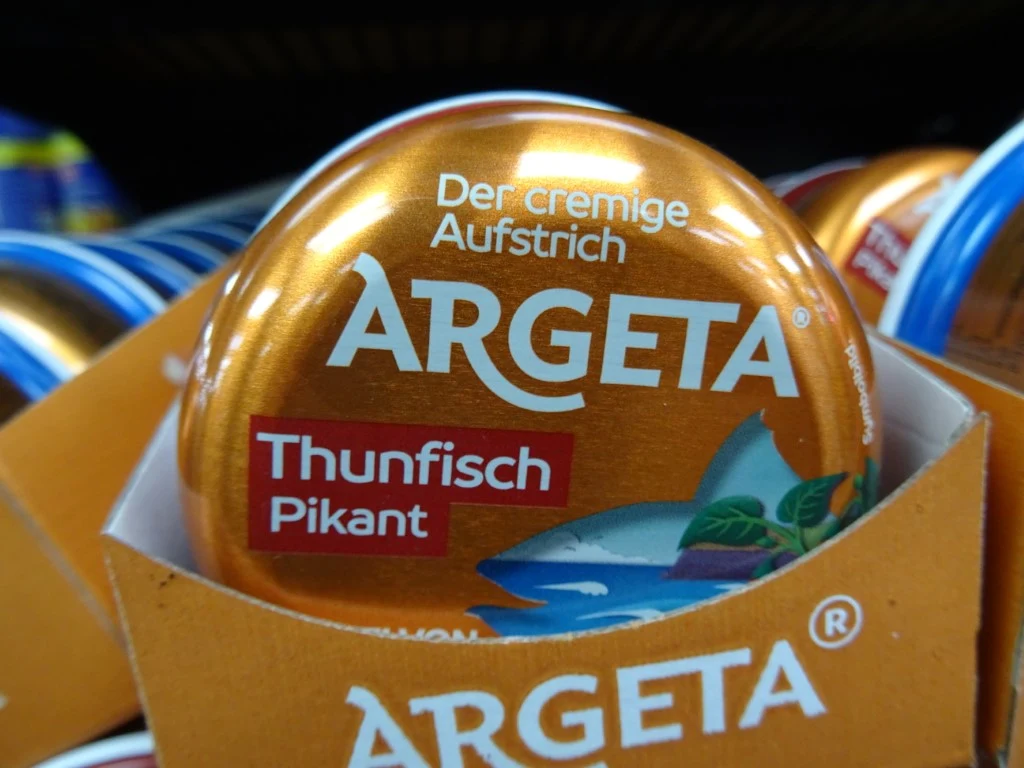 Der cremige
Aufstrich
ARGETA®
Thunfisch
Pikant
ARGETA®